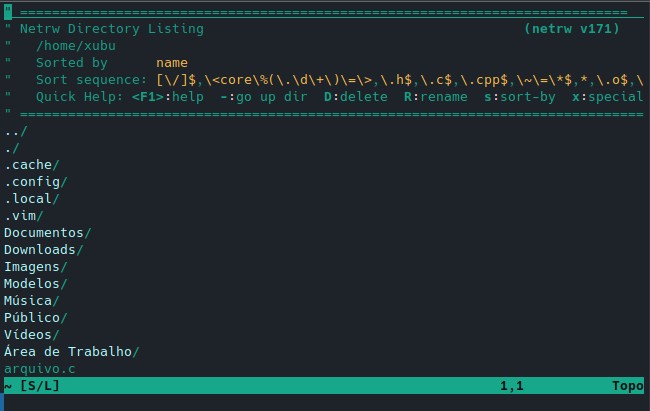 " ============================================================================
" Netrw Directory Listing (netrw v171)
" /home/xubu
" Sorted by name
" Sort sequence: [\/]$,\<core\%(\.\d\+\)\=\>,\.h$,\.c$,\.cpp$,\~\=\*$,*,\.o$,\
" Quick Help: <F1>:help -:go up dir D:delete R:rename s:sort-by x:special
" ==============================================================================
../
./
.cache/
.config/
.local/
.vim/
Documentos/
Downloads/
Imagens/
Modelos/
Música/
Público/
Vídeos/
Área de Trabalho/
arquivo.c
~ [S/L] 1,1 Topo